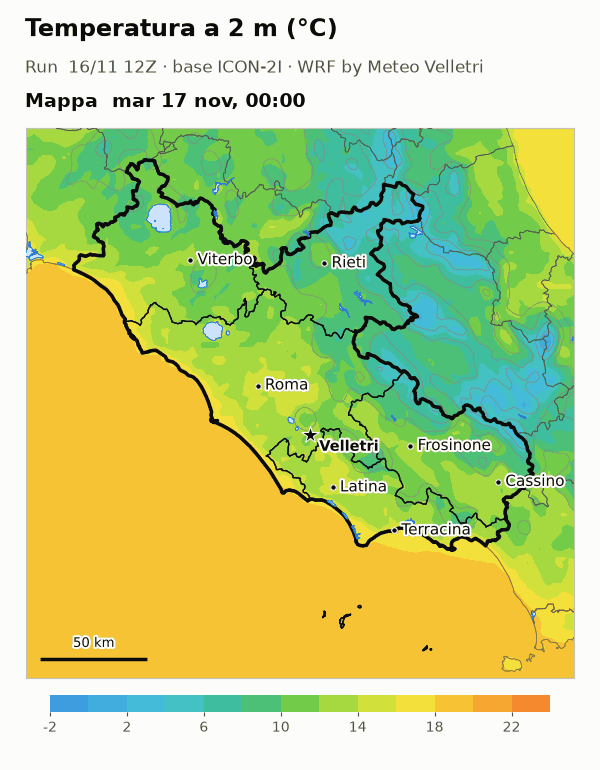 Temperatura a 2 m (°C)
Run  16/11 12Z · base ICON-2I · WRF by Meteo Velletri
Mappa  mar 17 nov, 00:00
Viterbo
Rieti
Roma
Velletri
Frosinone
Cassino
Latina
Terracina
50 km
-2 2 6 10 14 18 22